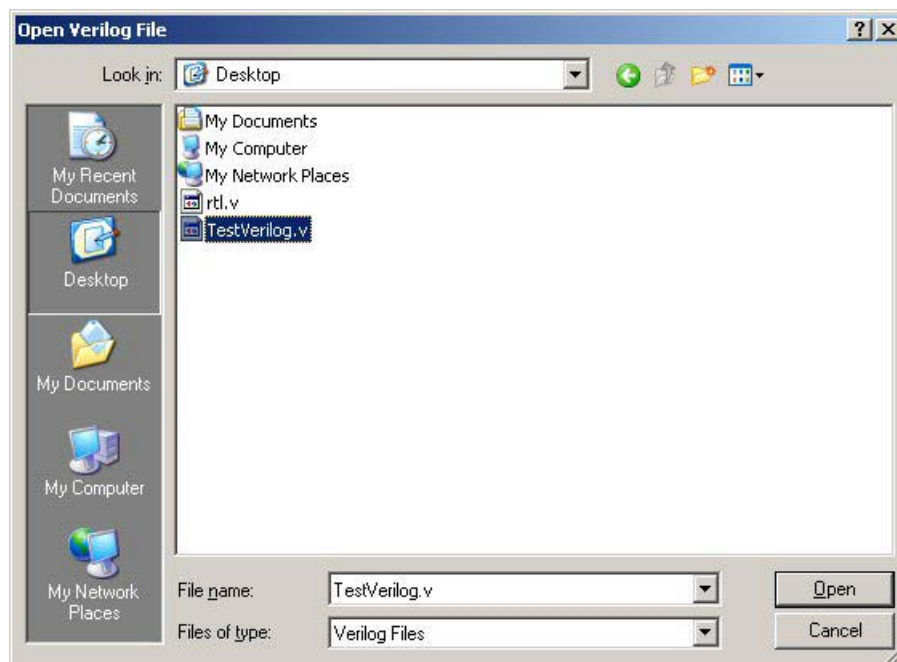 Open Verilog File
Look in: Desktop
My Recent
Documents
Desktop
My Documents
My Computer
My Network
Places
My Documents
My Computer
My Network Places
rtl.v
TestVerilog.v
File name: TestVerilog.v
Open
Files of type: Verilog Files
Cancel